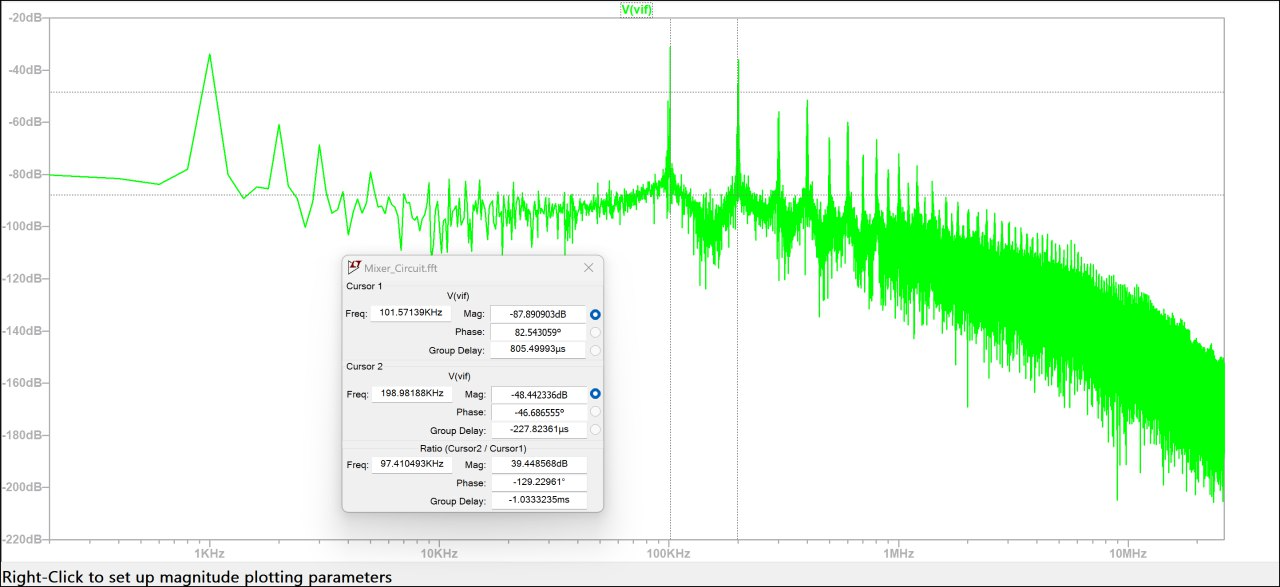 V(vif)
-20dB
-40dB
-60dB
-80dB
-100dB
-120dB
-140dB
-160dB
-180dB
-200dB
-220dB
1KHz 10KHz 100KHz 1MHz 10MHz
Mixer_Circuit.fft
Cursor 1
V(vif)
Freq: 101.57139KHz Mag: -87.890903dB
Phase: 82.543059°
Group Delay: 805.49993µs
Cursor 2
V(vif)
Freq: 198.98188KHz Mag: -48.442336dB
Phase: -46.686555°
Group Delay: -227.82361µs
Ratio (Cursor2 / Cursor1)
Freq: 97.410493KHz Mag: 39.448568dB
Phase: -129.22961°
Group Delay: -1.0333235ms
Right-Click to set up magnitude plotting parameters